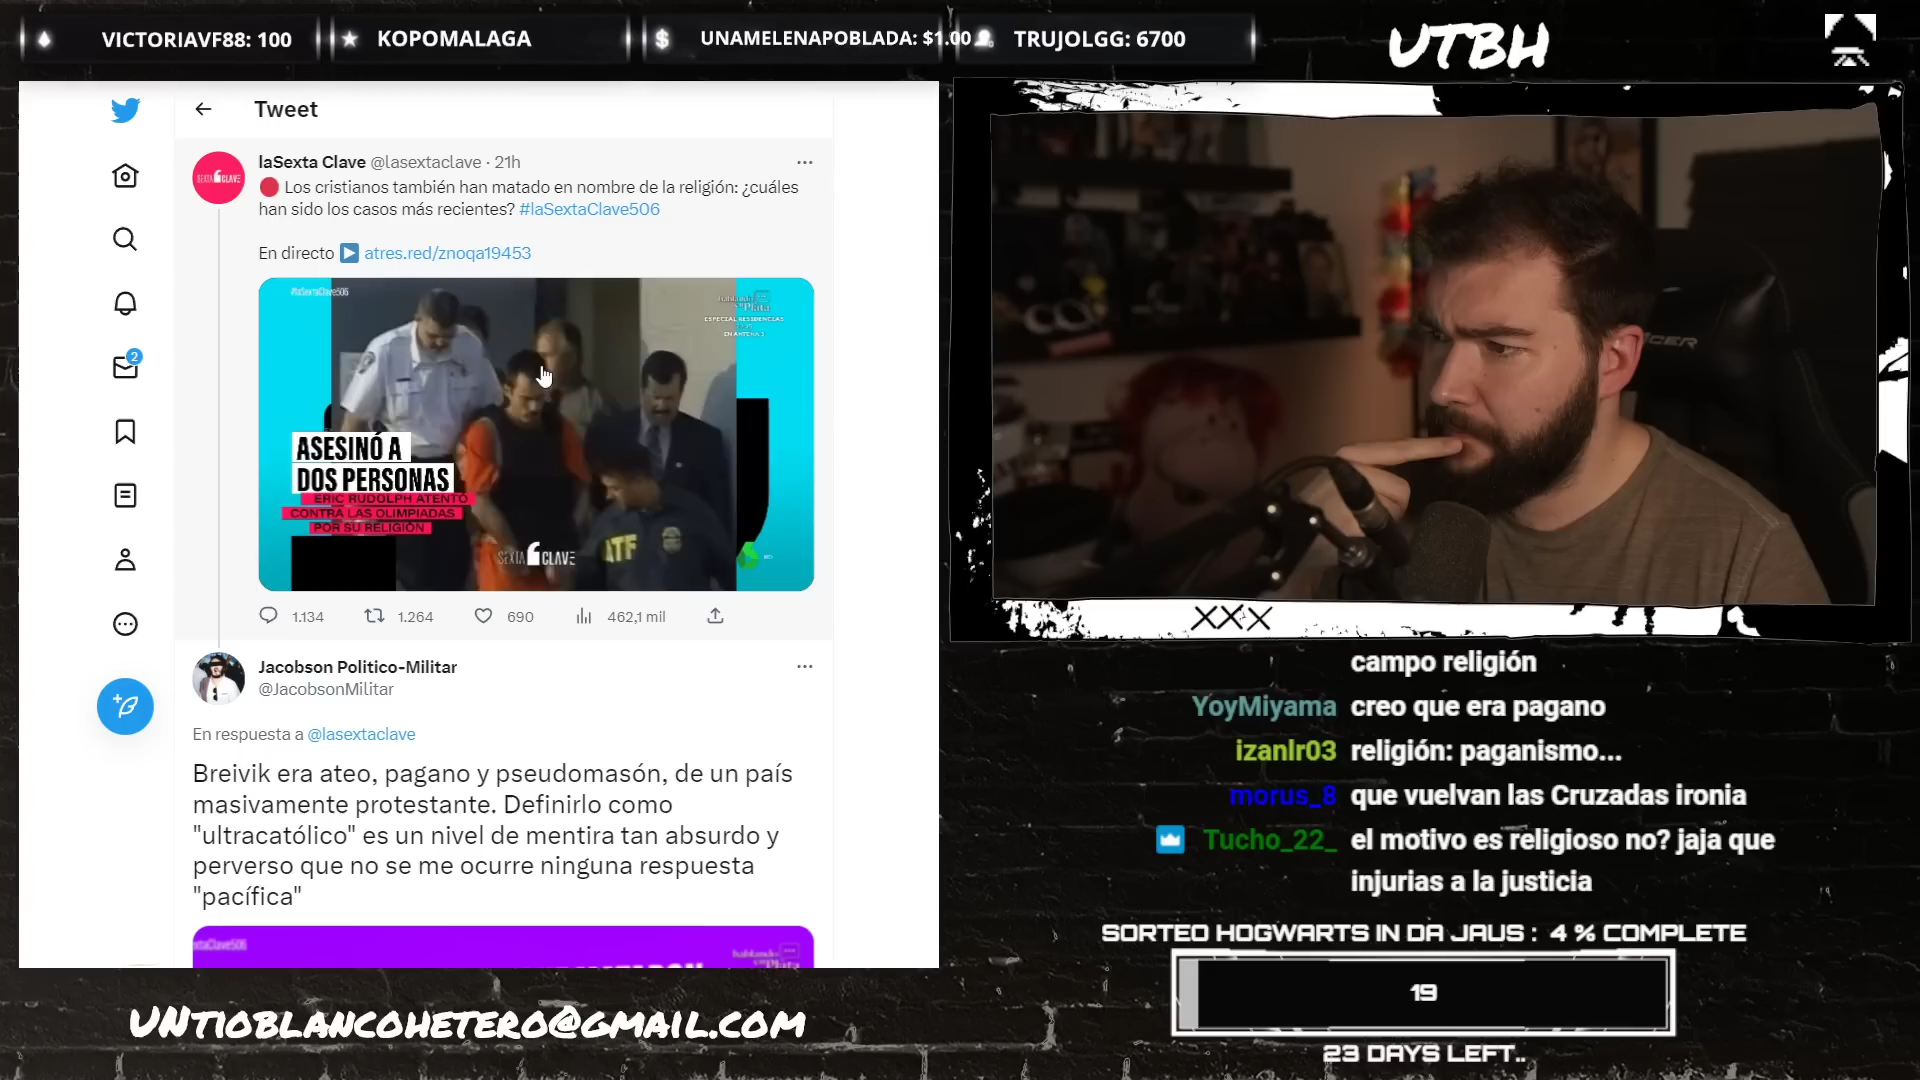 VICTORIAVF88: 100
KOPOMALAGA
UNAMELENAPOBLADA: $1.00
TRUJOLGG: 6700
UTBH
Tweet
laSexta Clave @lasextaclave · 21h
Los cristianos también han matado en nombre de la religión: ¿cuáles
han sido los casos más recientes? #laSextaClave506
En directo atres.red/znoqa19453
#laSextaClave506
ESPECIAL RESIDENCIAS
EN ANTENA 3
ASESINÓ A
DOS PERSONAS
ERIC RUDOLPH ATENTÓ
CONTRA LAS OLIMPIADAS
POR SU RELIGIÓN
ATF
SEXTA CLAVE
2
1.134
1.264
690
462,1 mil
Jacobson Politico-Militar
@JacobsonMilitar
En respuesta a @lasextaclave
Breivik era ateo, pagano y pseudomasón, de un país
masivamente protestante. Definirlo como
"ultracatólico" es un nivel de mentira tan absurdo y
perverso que no se me ocurre ninguna respuesta
"pacífica"
campo religión
YoyMiyama creo que era pagano
izanlr03 religión: paganismo...
morus_8 que vuelvan las Cruzadas ironia
Tucho_22_ el motivo es religioso no? jaja que
injurias a la justicia
SORTEO HOGWARTS IN DA JAUS : 4 % COMPLETE
19
23 DAYS LEFT..
UNTIOBLANCOHETERO@GMAIL.COM